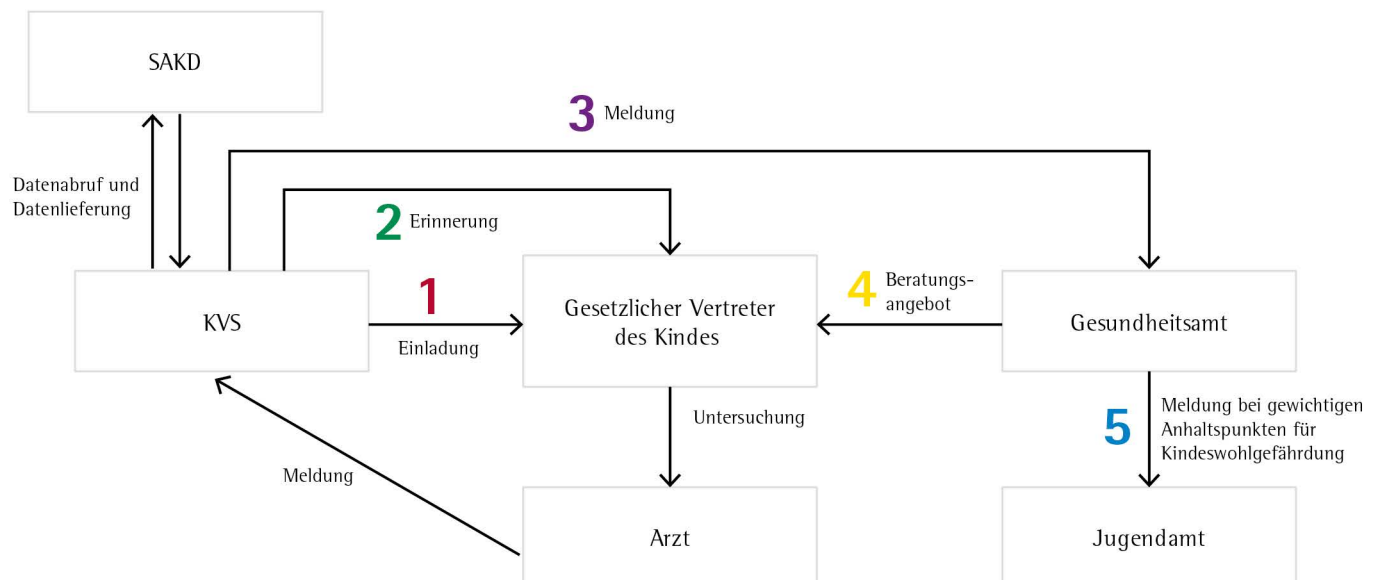 SAKD
3 Meldung
Datenabruf und
Datenlieferung
2 Erinnerung
1
KVS
Einladung
Gesetzlicher Vertreter
des Kindes
4 Beratungs-
angebot
Gesundheitsamt
Untersuchung
5 Meldung bei gewichtigen
Anhaltspunkten für
Kindeswohlgefährdung
Meldung
Arzt
Jugendamt